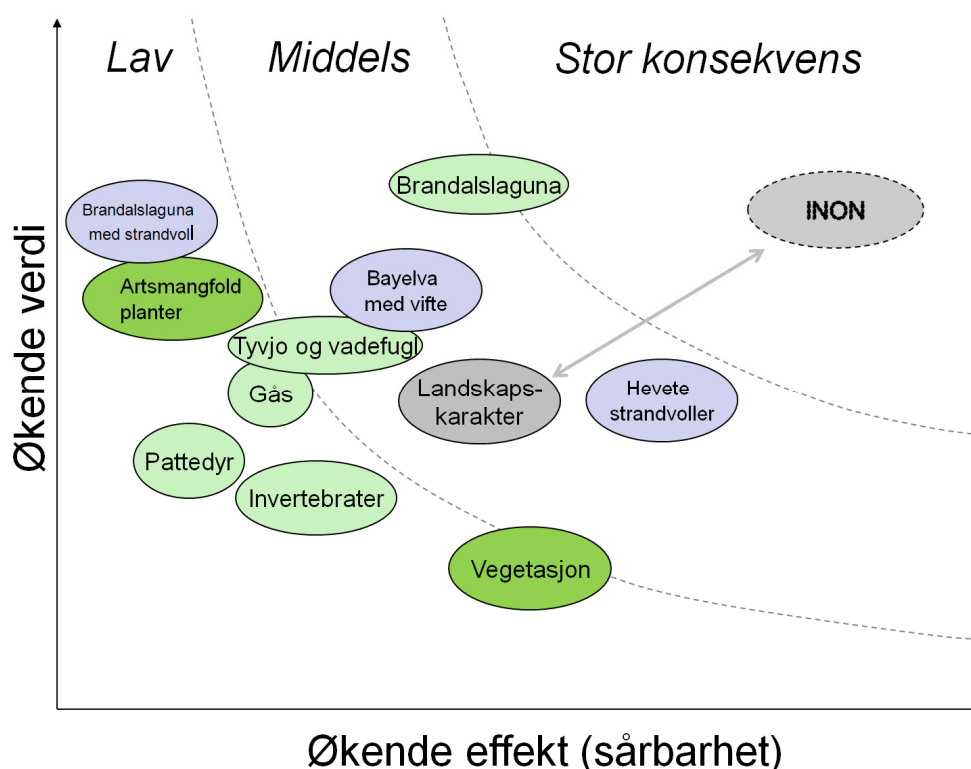 Lav
Middels
Stor konsekvens
Brandalslaguna
INON
Brandalslaguna
med strandvoll
Artsmangfold
planter
Bayelva
med vifte
Tyvjo og vadefugl
Gås
Landskaps-
karakter
Hevete
strandvoller
Pattedyr
Invertebrater
Vegetasjon
Økende verdi
Økende effekt (sårbarhet)